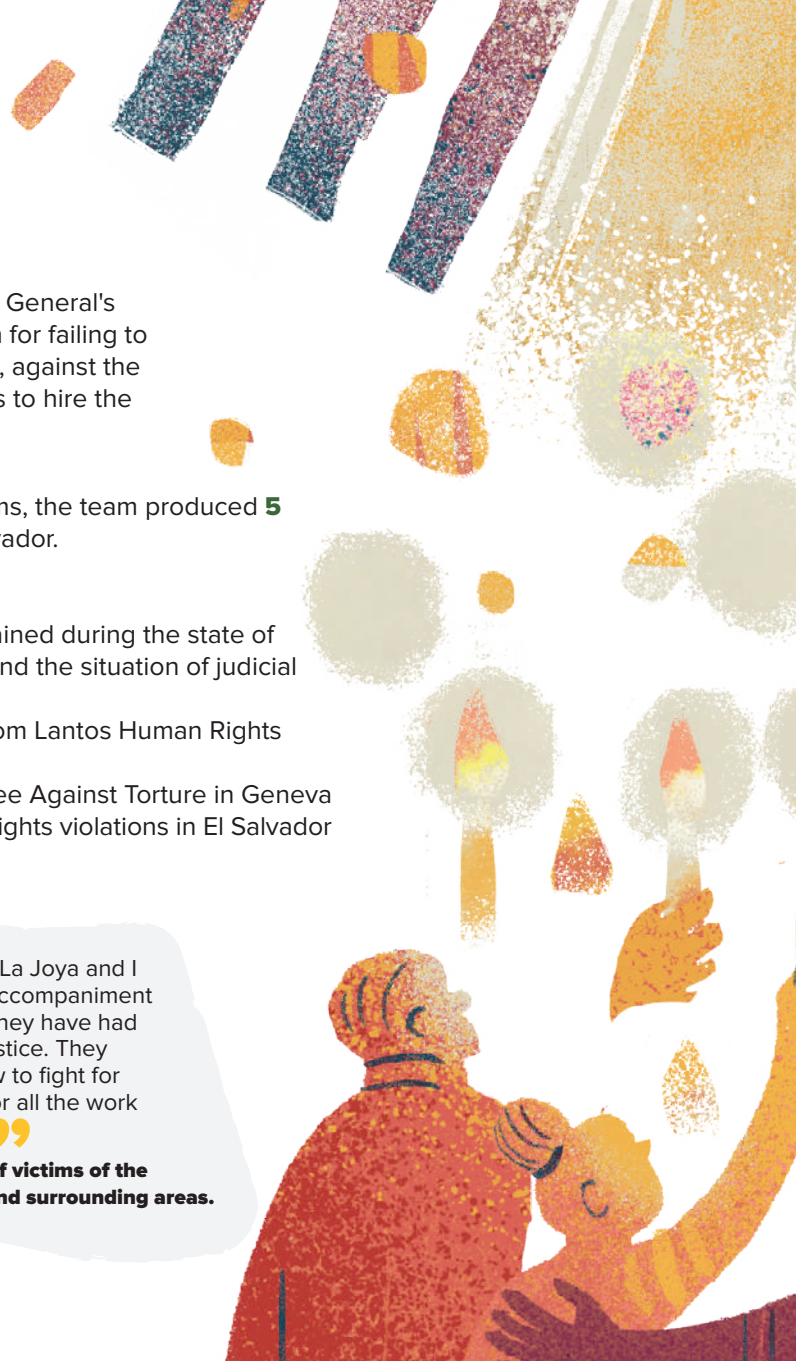 General's
for failing to
, against the
s to hire the
ns, the team produced 5
vador.
ined during the state of
nd the situation of judicial
om Lantos Human Rights
ee Against Torture in Geneva
ights violations in El Salvador
La Joya and I
ccompaniment
hey have had
stice. They
w to fight for
or all the work
”
f victims of the
nd surrounding areas.